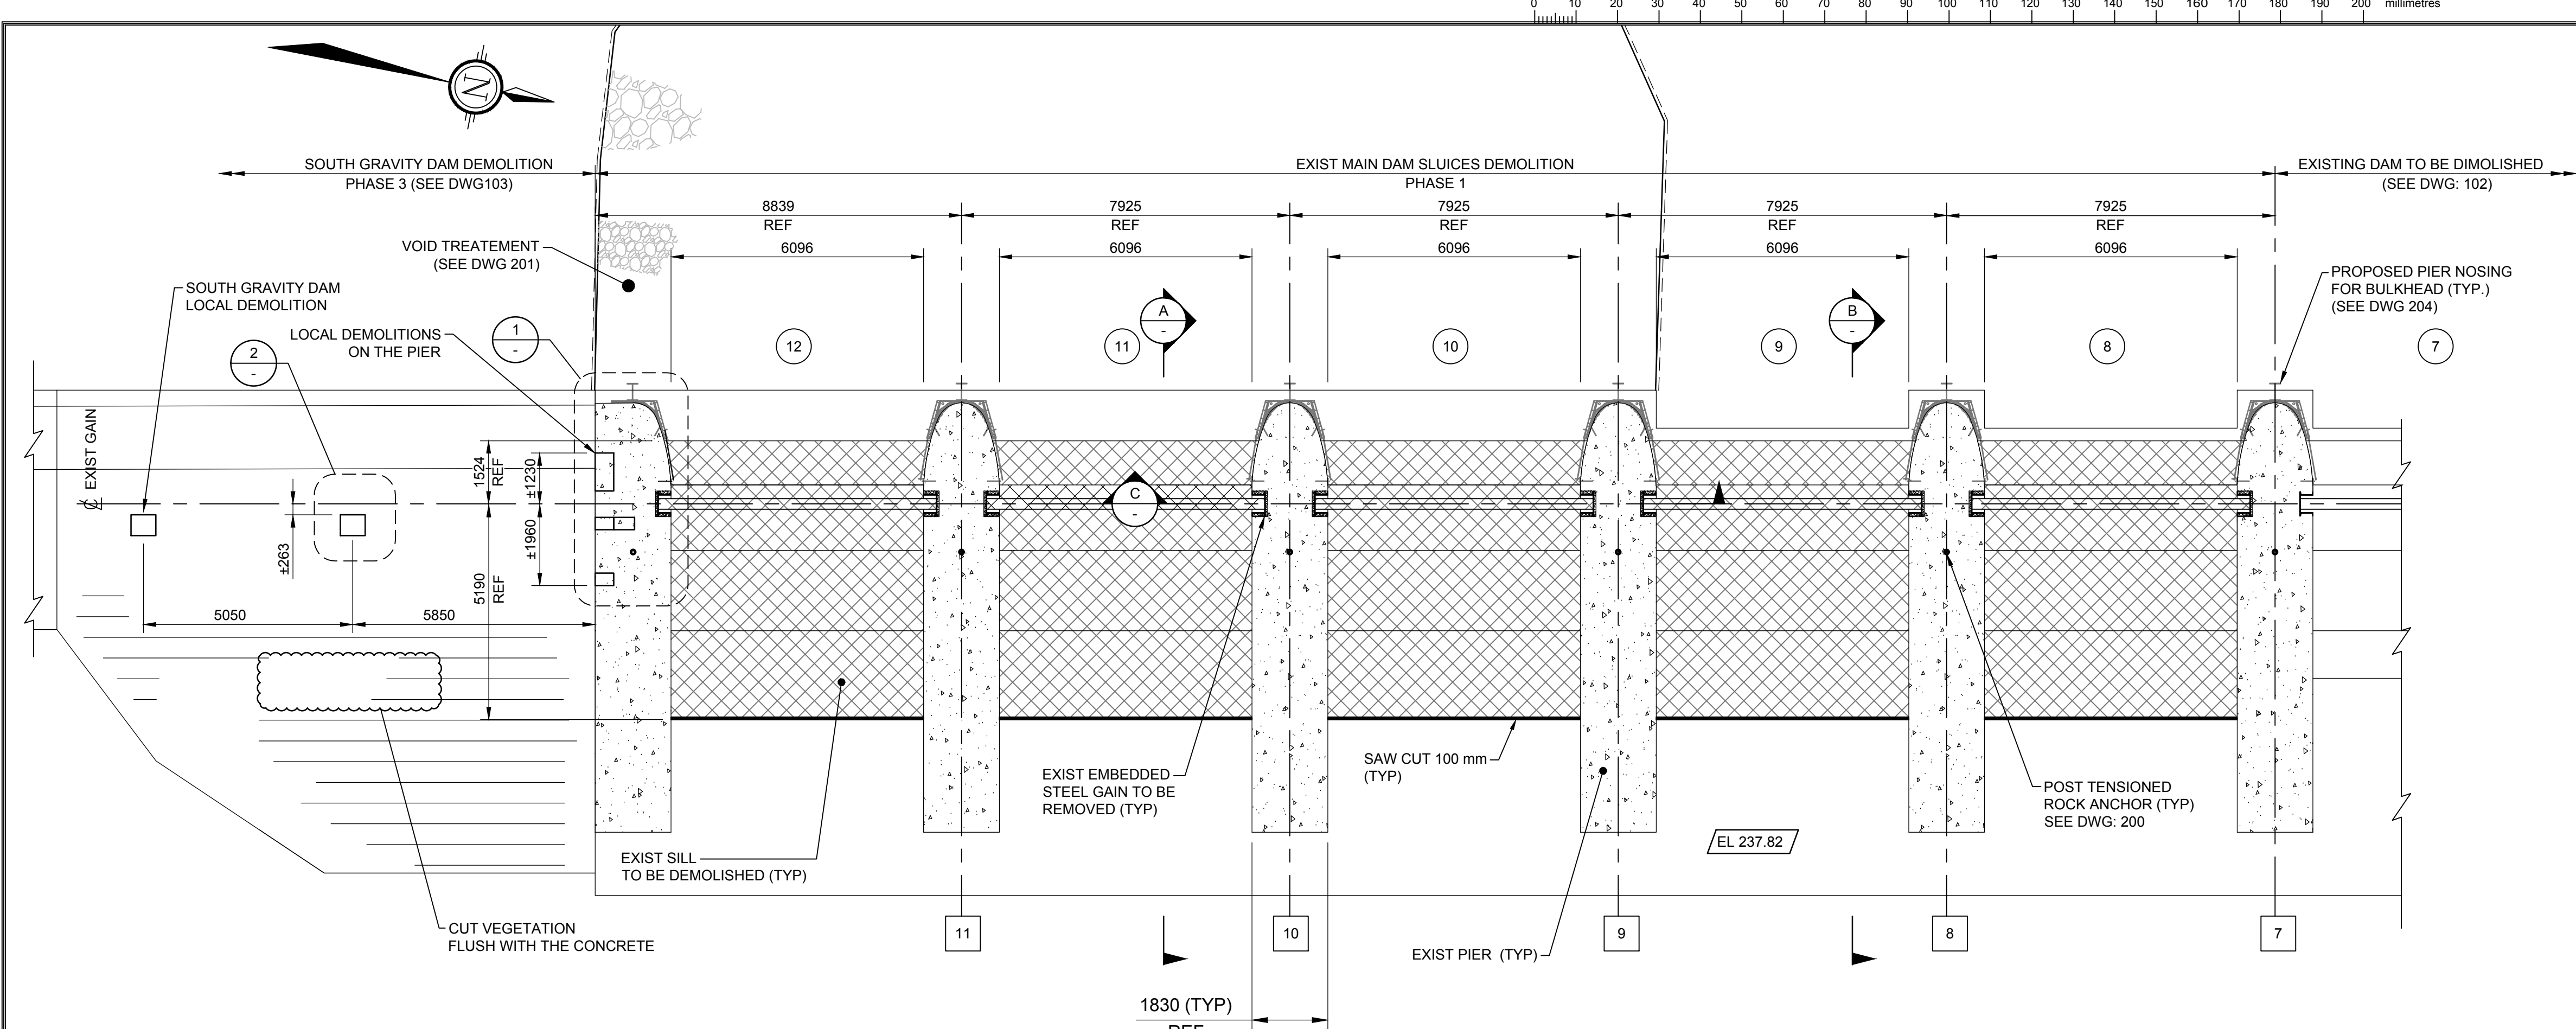 0 10 20 30 40 50 60 70 80 90 100 110 120 130 140 150 160 170 180 190 200 millimetres
N
SOUTH GRAVITY DAM DEMOLITION
PHASE 3 (SEE DWG103)
EXIST MAIN DAM SLUICES DEMOLITION
PHASE 1
EXISTING DAM TO BE DIMOLISHED
(SEE DWG: 102)
8839
REF
7925
REF
7925
REF
7925
REF
7925
REF
6096
6096
6096
6096
6096
VOID TREATEMENT
(SEE DWG 201)
SOUTH GRAVITY DAM
LOCAL DEMOLITION
LOCAL DEMOLITIONS
ON THE PIER
PROPOSED PIER NOSING
FOR BULKHEAD (TYP.)
(SEE DWG 204)
1
-
2
-
A
-
B
-
12
11
10
9
8
7
EXIST GAIN
1524
REF
±1230
±1960
±263
5190
REF
C
-
5050
5850
SAW CUT 100 mm
(TYP)
EXIST EMBEDDED
STEEL GAIN TO BE
REMOVED (TYP)
POST TENSIONED
ROCK ANCHOR (TYP)
SEE DWG: 200
EL 237.82
EXIST SILL
TO BE DEMOLISHED (TYP)
CUT VEGETATION
FLUSH WITH THE CONCRETE
EXIST PIER (TYP)
11
10
9
8
7
1830 (TYP)
REF